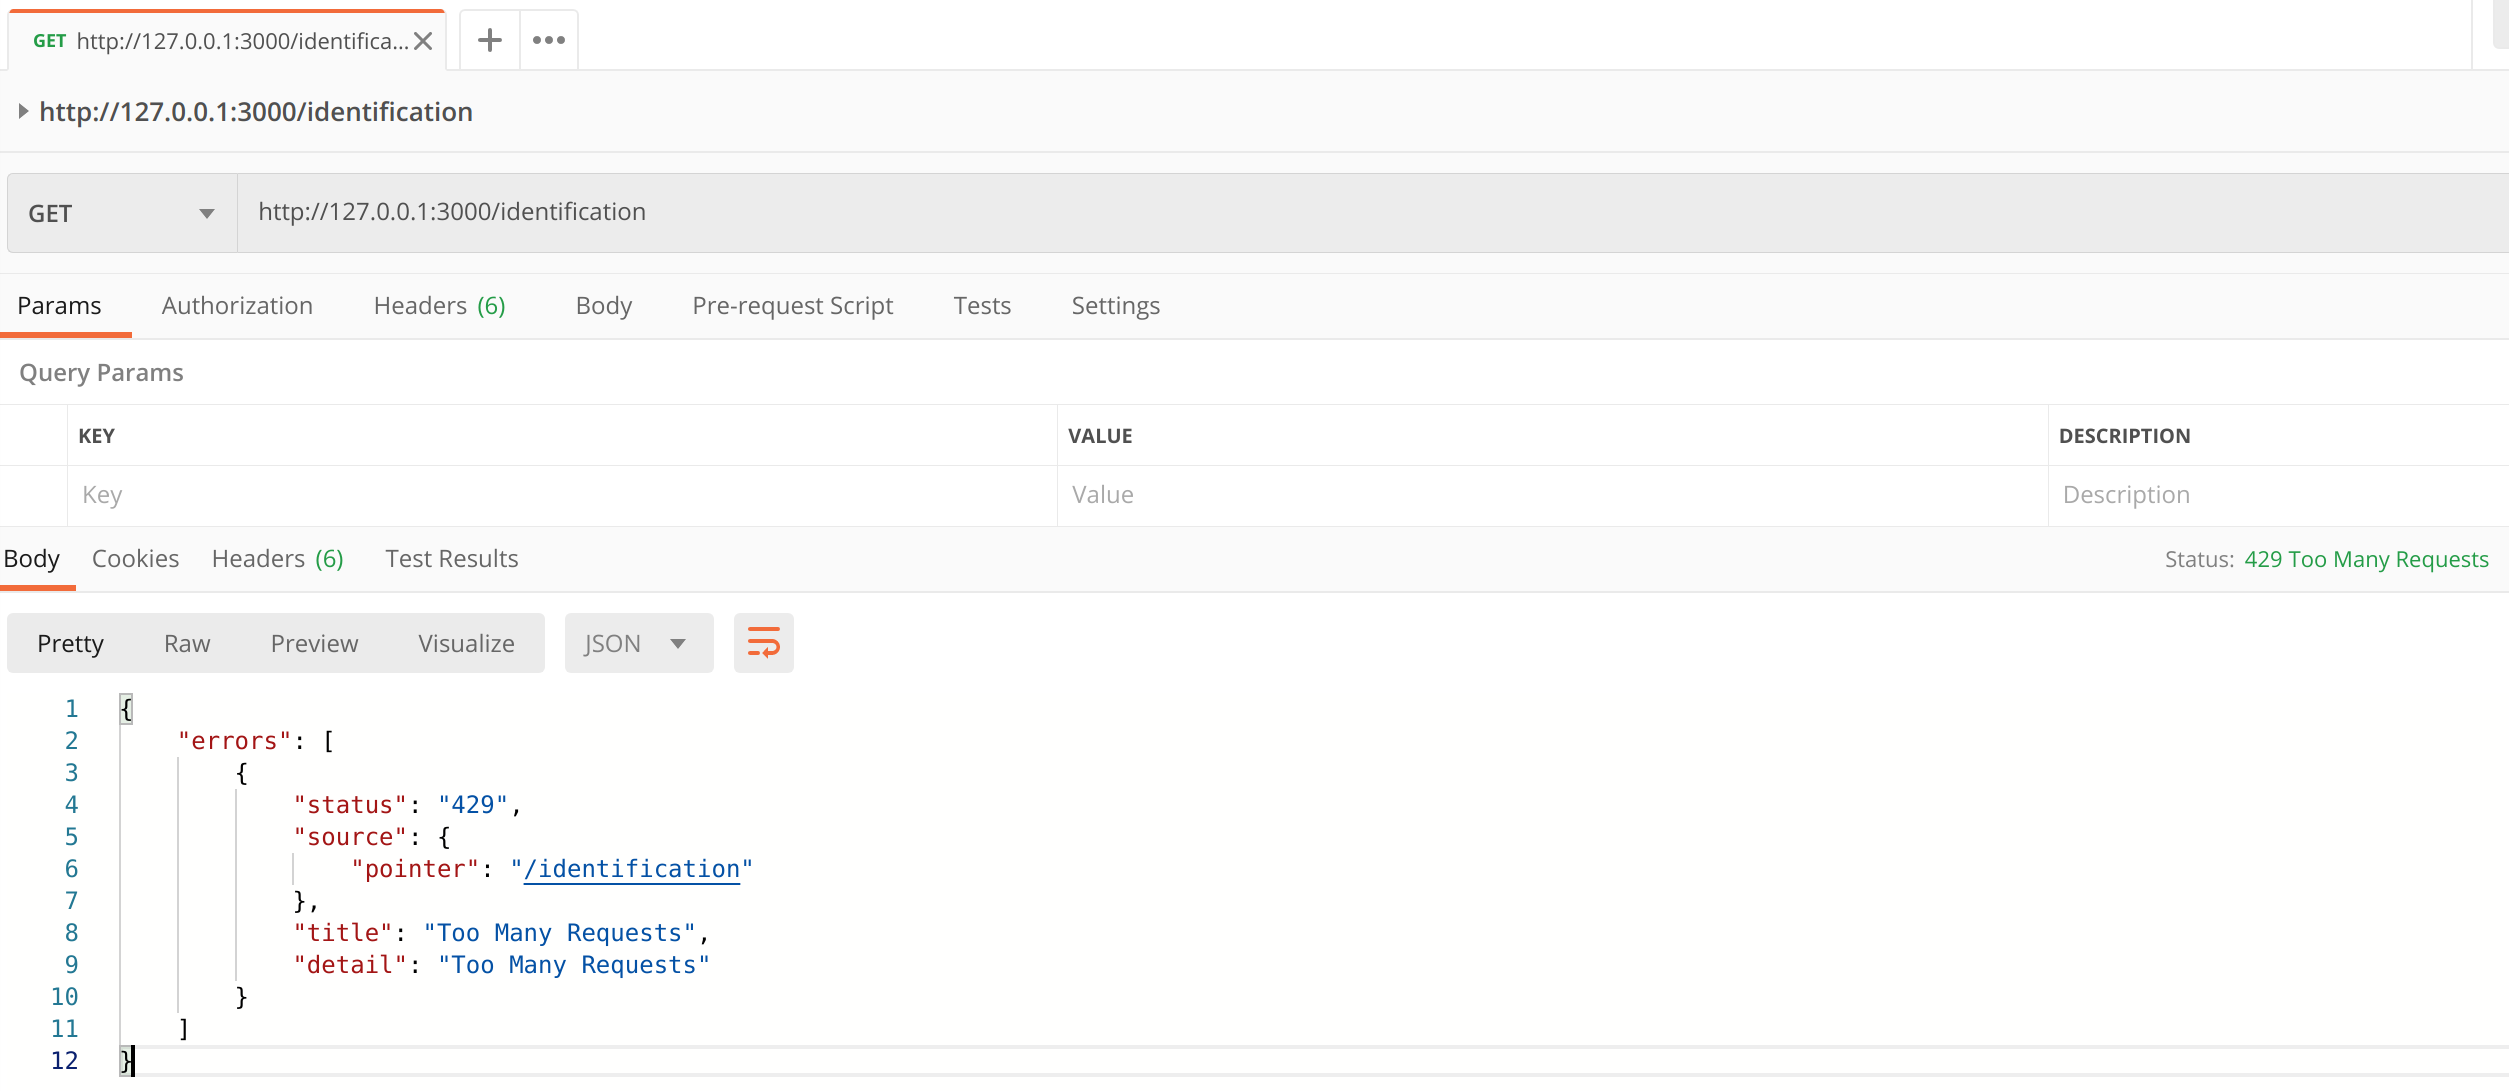 GET http://127.0.0.1:3000/identifica...
http://127.0.0.1:3000/identification
GET http://127.0.0.1:3000/identification
Params Authorization Headers (6) Body Pre-request Script Tests Settings
Query Params
KEY VALUE DESCRIPTION
Key Value Description
Body Cookies Headers (6) Test Results Status: 429 Too Many Requests
Pretty Raw Preview Visualize JSON
1 {
2 "errors": [
3 {
4 "status": "429",
5 "source": {
6 "pointer": "/identification"
7 },
8 "title": "Too Many Requests",
9 "detail": "Too Many Requests"
10 }
11 ]
12 }